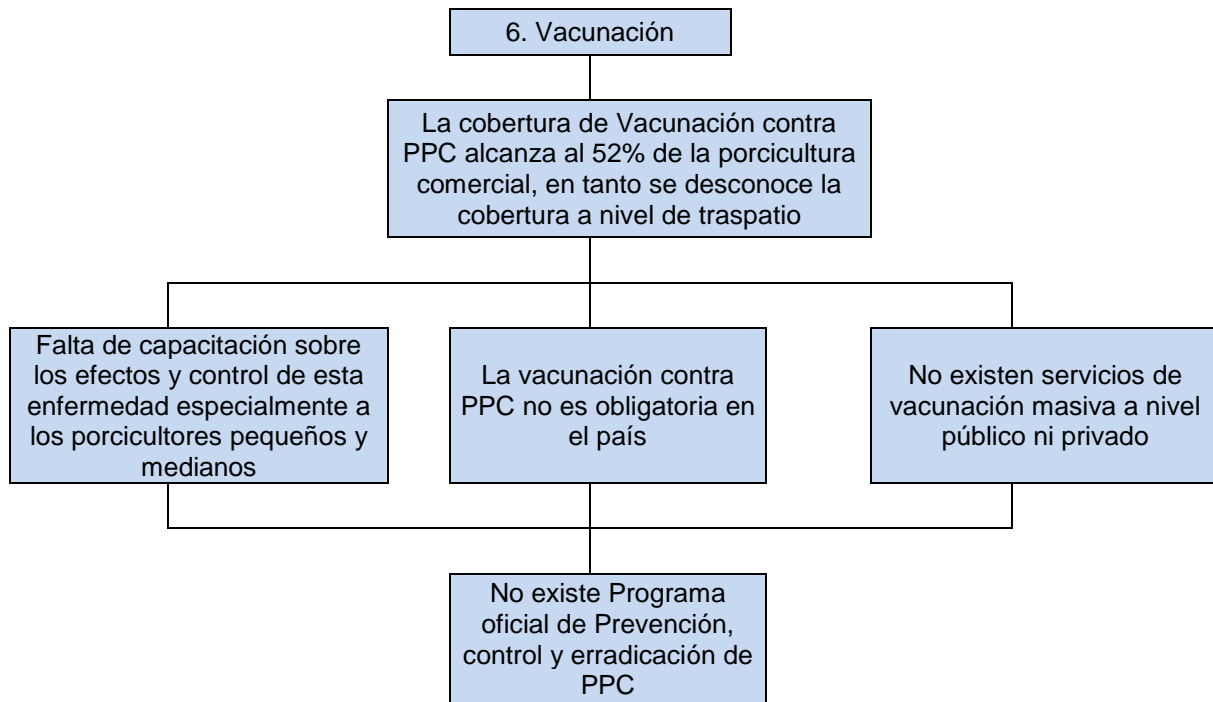 6. Vacunación
La cobertura de Vacunación contra
PPC alcanza al 52% de la porcicultura
comercial, en tanto se desconoce la
cobertura a nivel de traspatio
Falta de capacitación sobre
los efectos y control de esta
enfermedad especialmente a
los porcicultores pequeños y
medianos
La vacunación contra
PPC no es obligatoria en
el país
No existen servicios de
vacunación masiva a nivel
público ni privado
No existe Programa
oficial de Prevención,
control y erradicación de
PPC